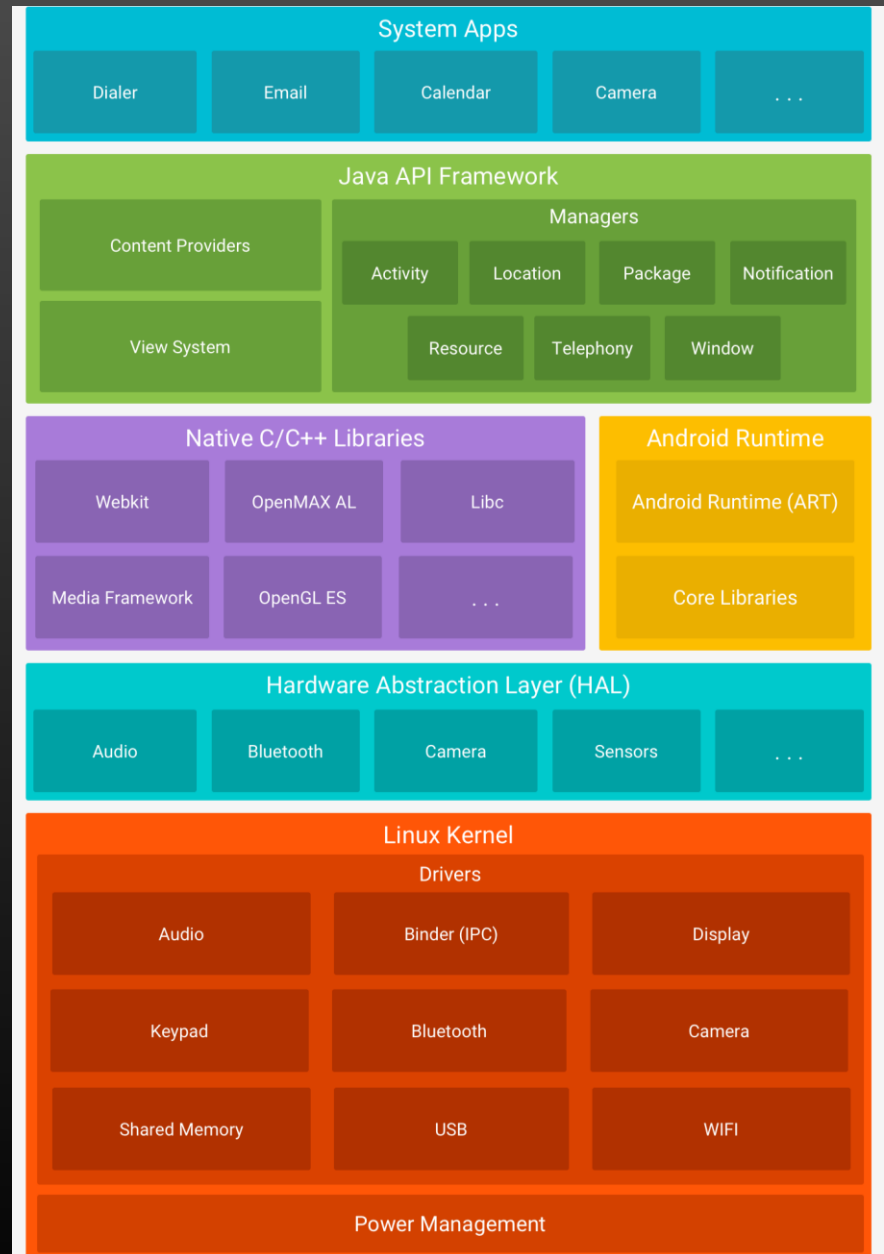 System Apps
Dialer Email Calendar Camera . . .
Java API Framework
Content Providers
View System
Managers
Activity Location Package Notification
Resource Telephony Window
Native C/C++ Libraries
Webkit OpenMAX AL Libc
Media Framework OpenGL ES . . .
Android Runtime
Android Runtime (ART)
Core Libraries
Hardware Abstraction Layer (HAL)
Audio Bluetooth Camera Sensors . . .
Linux Kernel
Drivers
Audio Binder (IPC) Display
Keypad Bluetooth Camera
Shared Memory USB WIFI
Power Management